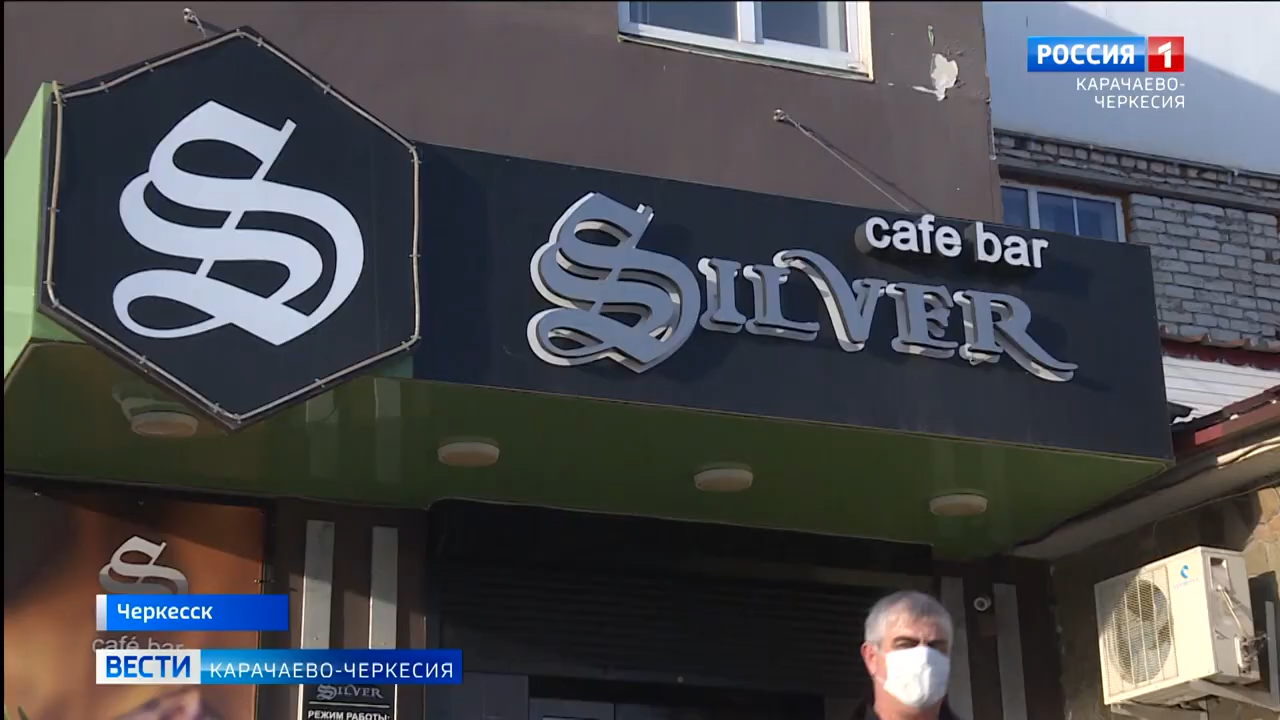 РОССИЯ 1
КАРАЧАЕВО-
ЧЕРКЕСИЯ
S
cafe bar
SILVER
S
café bar
Черкесск
ВЕСТИ КАРАЧАЕВО-ЧЕРКЕСИЯ
SILVER
РЕЖИМ РАБОТЫ: